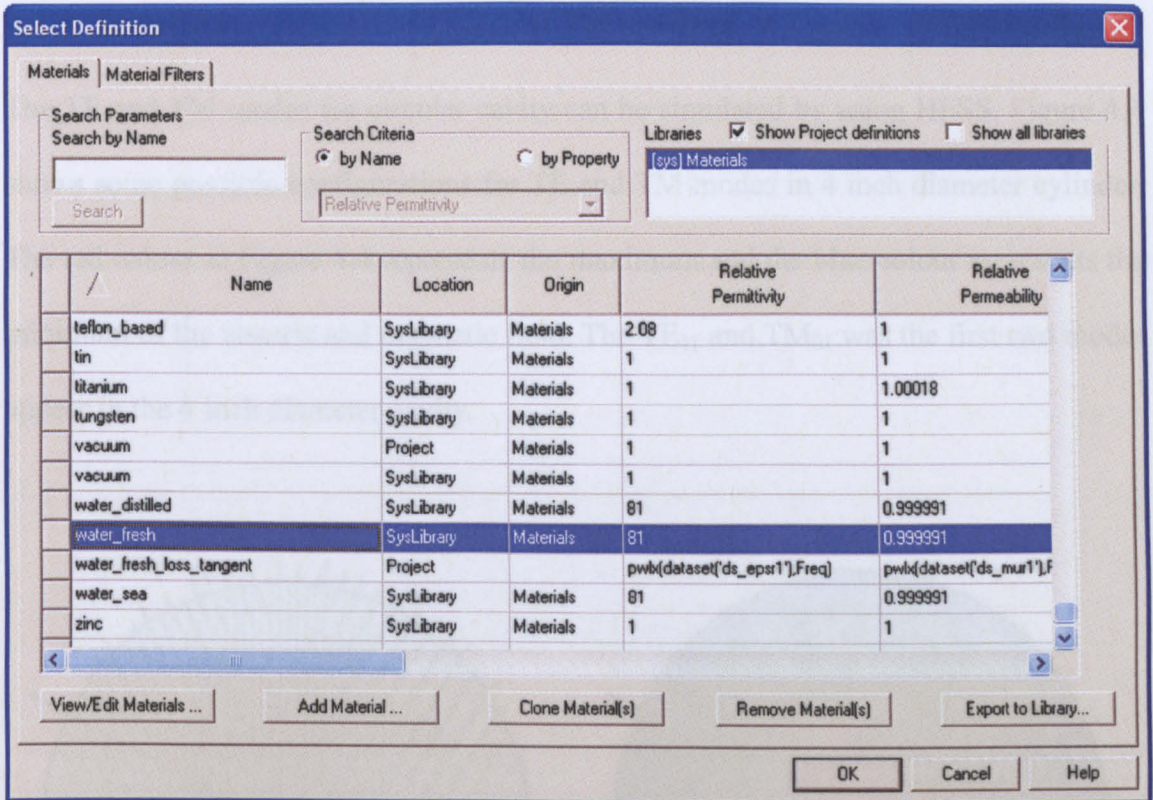 Select Definition
Materials Material Filters
Search Parameters
Search by Name
Search
Search Criteria
by Name by Property
Relative Permittivity
Libraries Show Project definitions Show all libraries
[sys] Materials
/ Name Location Origin Relative Permittivity Relative Permeability
teflon_based SysLibrary Materials 2.08 1
tin SysLibrary Materials 1 1
titanium SysLibrary Materials 1 1.00018
tungsten SysLibrary Materials 1 1
vacuum Project Materials 1 1
vacuum SysLibrary Materials 1 1
water_distilled SysLibrary Materials 81 0.999991
water_fresh SysLibrary Materials 81 0.999991
water_fresh_loss_tangent Project pwlx(dataset('ds_epsr1'),Freq) pwlx(dataset('ds_mur1'),F
water_sea SysLibrary Materials 81 0.999991
zinc SysLibrary Materials 1 1
View/Edit Materials ... Add Material ... Clone Material(s) Remove Material(s) Export to Library...
OK Cancel Help